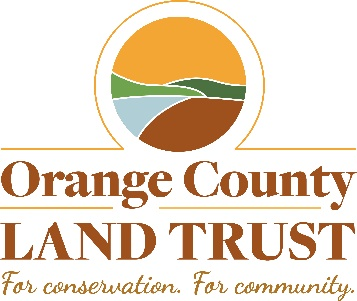 Orange County
LAND TRUST
For conservation. For community.